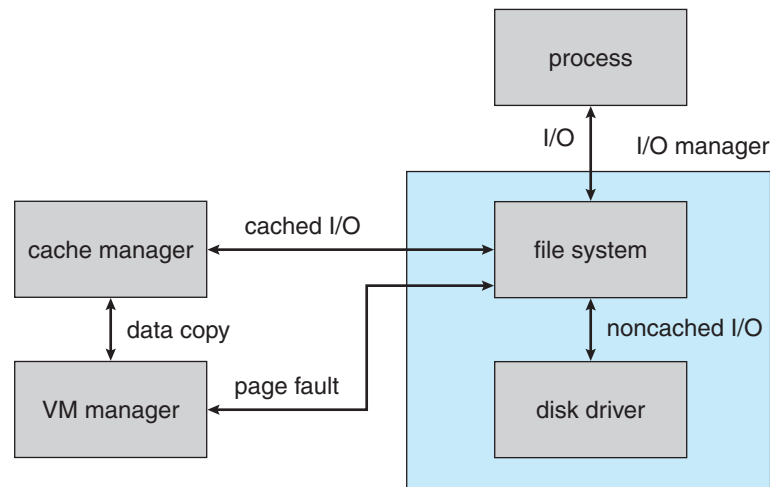 process
I/O
I/O manager
cache manager
cached I/O
file system
data copy
noncached I/O
VM manager
page fault
disk driver